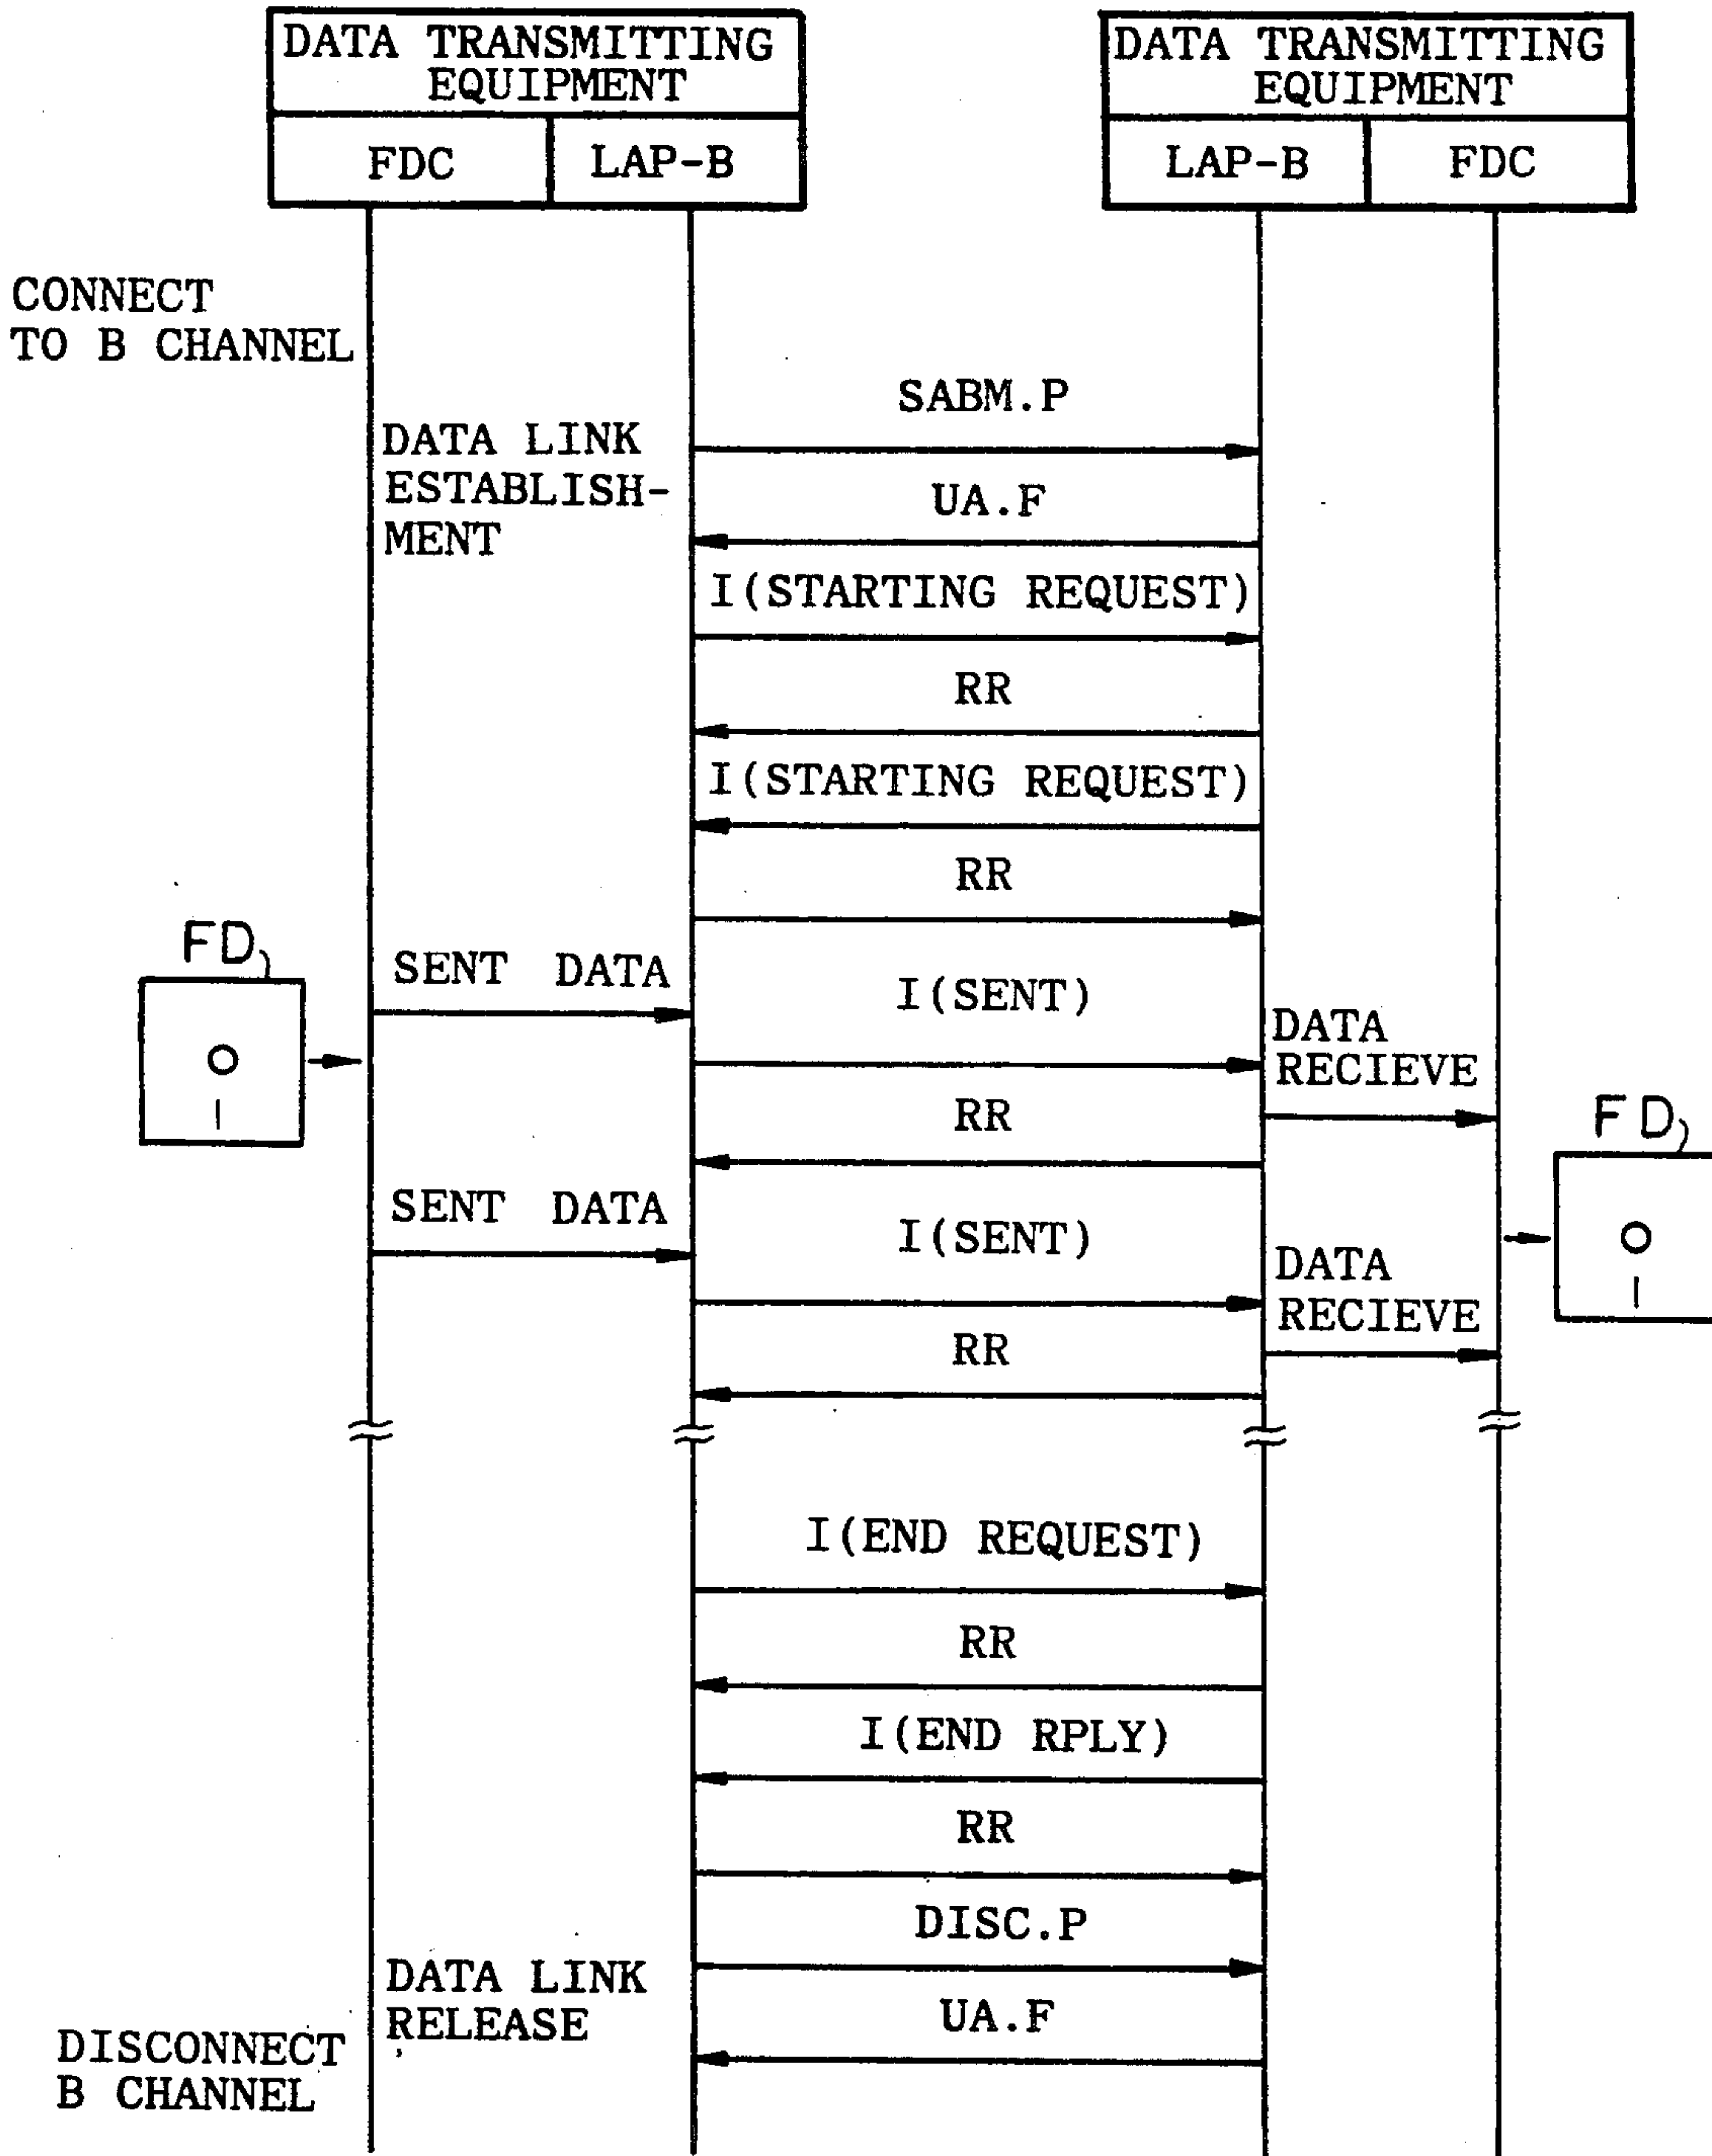 DATA TRANSMITTING
EQUIPMENT
FDC
LAP-B
DATA TRANSMITTING
EQUIPMENT
LAP-B
FDC
CONNECT
TO B CHANNEL
SABM.P
DATA LINK
ESTABLISH-
MENT
UA.F
I(STARTING REQUEST)
RR
I(STARTING REQUEST)
RR
FD
SENT DATA
I(SENT)
DATA
RECIEVE
RR
FD
SENT DATA
I(SENT)
DATA
RECIEVE
RR
I(END REQUEST)
RR
I(END RPLY)
RR
DISC.P
DATA LINK
RELEASE
UA.F
DISCONNECT
B CHANNEL